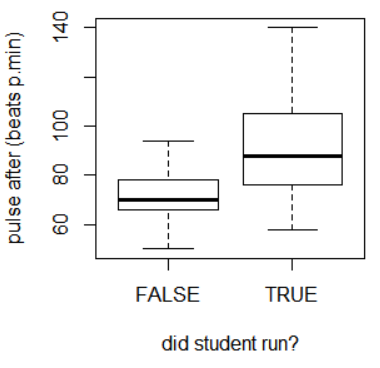 pulse after (beats p.min)
140
100
80
60
FALSE TRUE
did student run?